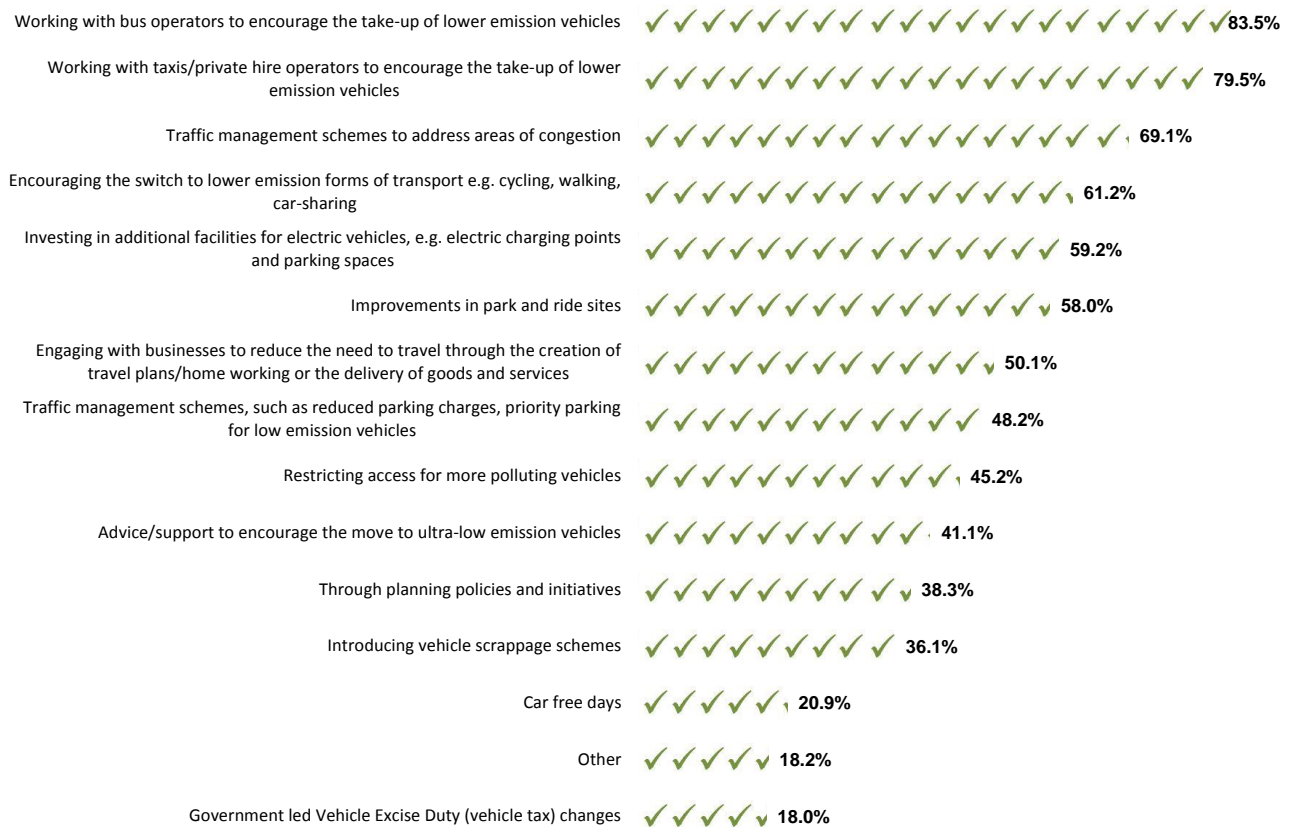 Working with bus operators to encourage the take-up of lower emission vehicles 83.5%
Working with taxis/private hire operators to encourage the take-up of lower
emission vehicles 79.5%
Traffic management schemes to address areas of congestion 69.1%
Encouraging the switch to lower emission forms of transport e.g. cycling, walking,
car-sharing 61.2%
Investing in additional facilities for electric vehicles, e.g. electric charging points
and parking spaces 59.2%
Improvements in park and ride sites 58.0%
Engaging with businesses to reduce the need to travel through the creation of
travel plans/home working or the delivery of goods and services 50.1%
Traffic management schemes, such as reduced parking charges, priority parking
for low emission vehicles 48.2%
Restricting access for more polluting vehicles 45.2%
Advice/support to encourage the move to ultra-low emission vehicles 41.1%
Through planning policies and initiatives 38.3%
Introducing vehicle scrappage schemes 36.1%
Car free days 20.9%
Other 18.2%
Government led Vehicle Excise Duty (vehicle tax) changes 18.0%